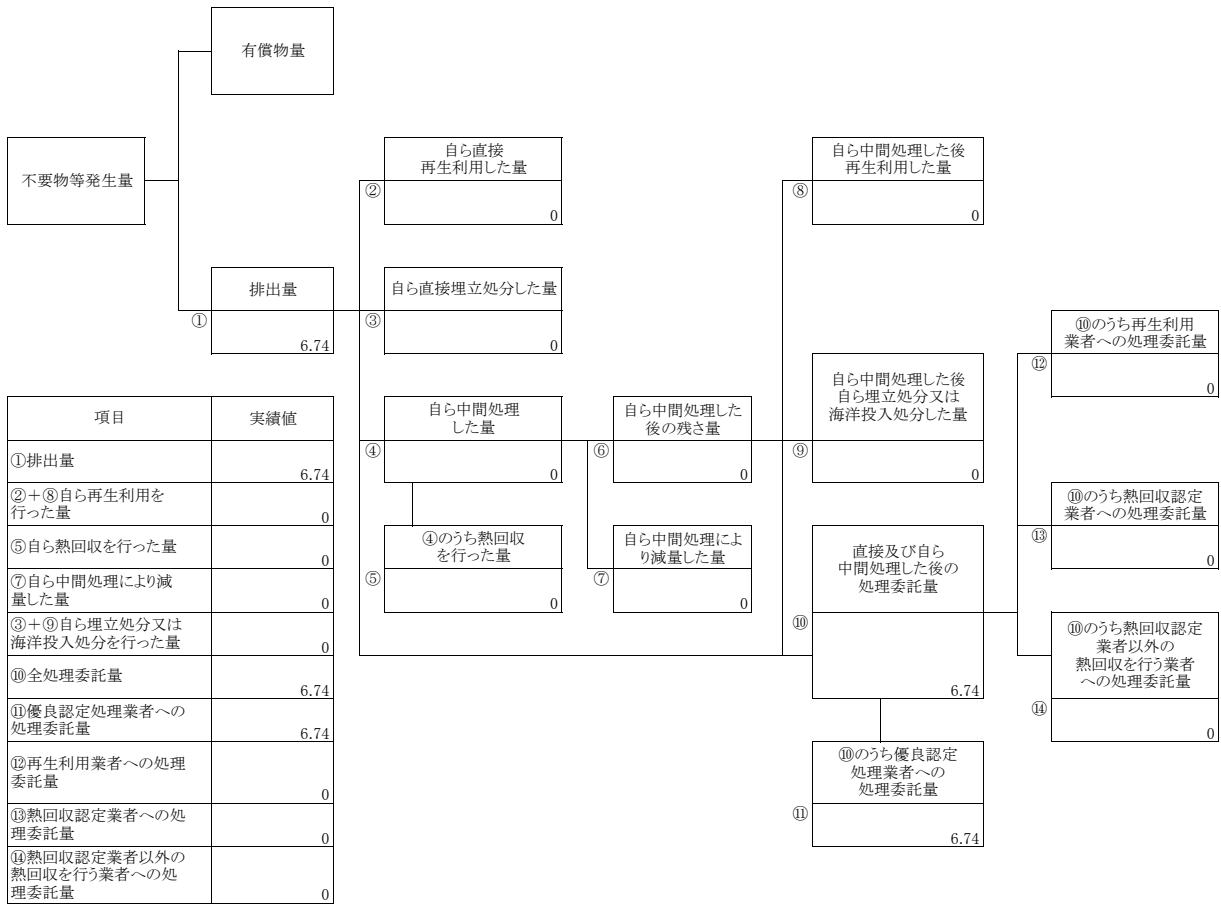 有償物量
不要物等発生量
自ら直接
再生利用した量
②
0
自ら中間処理した後
再生利用した量
⑧
0
排出量
①
6.74
自ら直接埋立処分した量
③
0
⑩のうち再生利用
業者への処理委託量
⑫
0
自ら中間処理
した量
④
0
自ら中間処理した
後の残さ量
⑥
0
自ら中間処理した後
自ら埋立処分又は
海洋投入処分した量
⑨
0
④のうち熱回収
を行った量
⑤
0
自ら中間処理によ
り減量した量
⑦
0
直接及び自ら
中間処理した後の
処理委託量
⑩
6.74
⑩のうち熱回収認定
業者への処理委託量
⑬
0
⑩のうち熱回収認定
業者以外の
熱回収を行う業者
への処理委託量
⑭
0
⑩のうち優良認定
処理業者への
処理委託量
⑪
6.74
項目 実績値
①排出量
6.74
②＋⑧自ら再生利用を
行った量
0
⑤自ら熱回収を行った量
0
⑦自ら中間処理により減
量した量
0
③＋⑨自ら埋立処分又は
海洋投入処分を行った量
0
⑩全処理委託量
6.74
⑪優良認定処理業者への
処理委託量
6.74
⑫再生利用業者への処理
委託量
0
⑬熱回収認定業者への処
理委託量
0
⑭熱回収認定業者以外の
熱回収を行う業者への処
理委託量
0